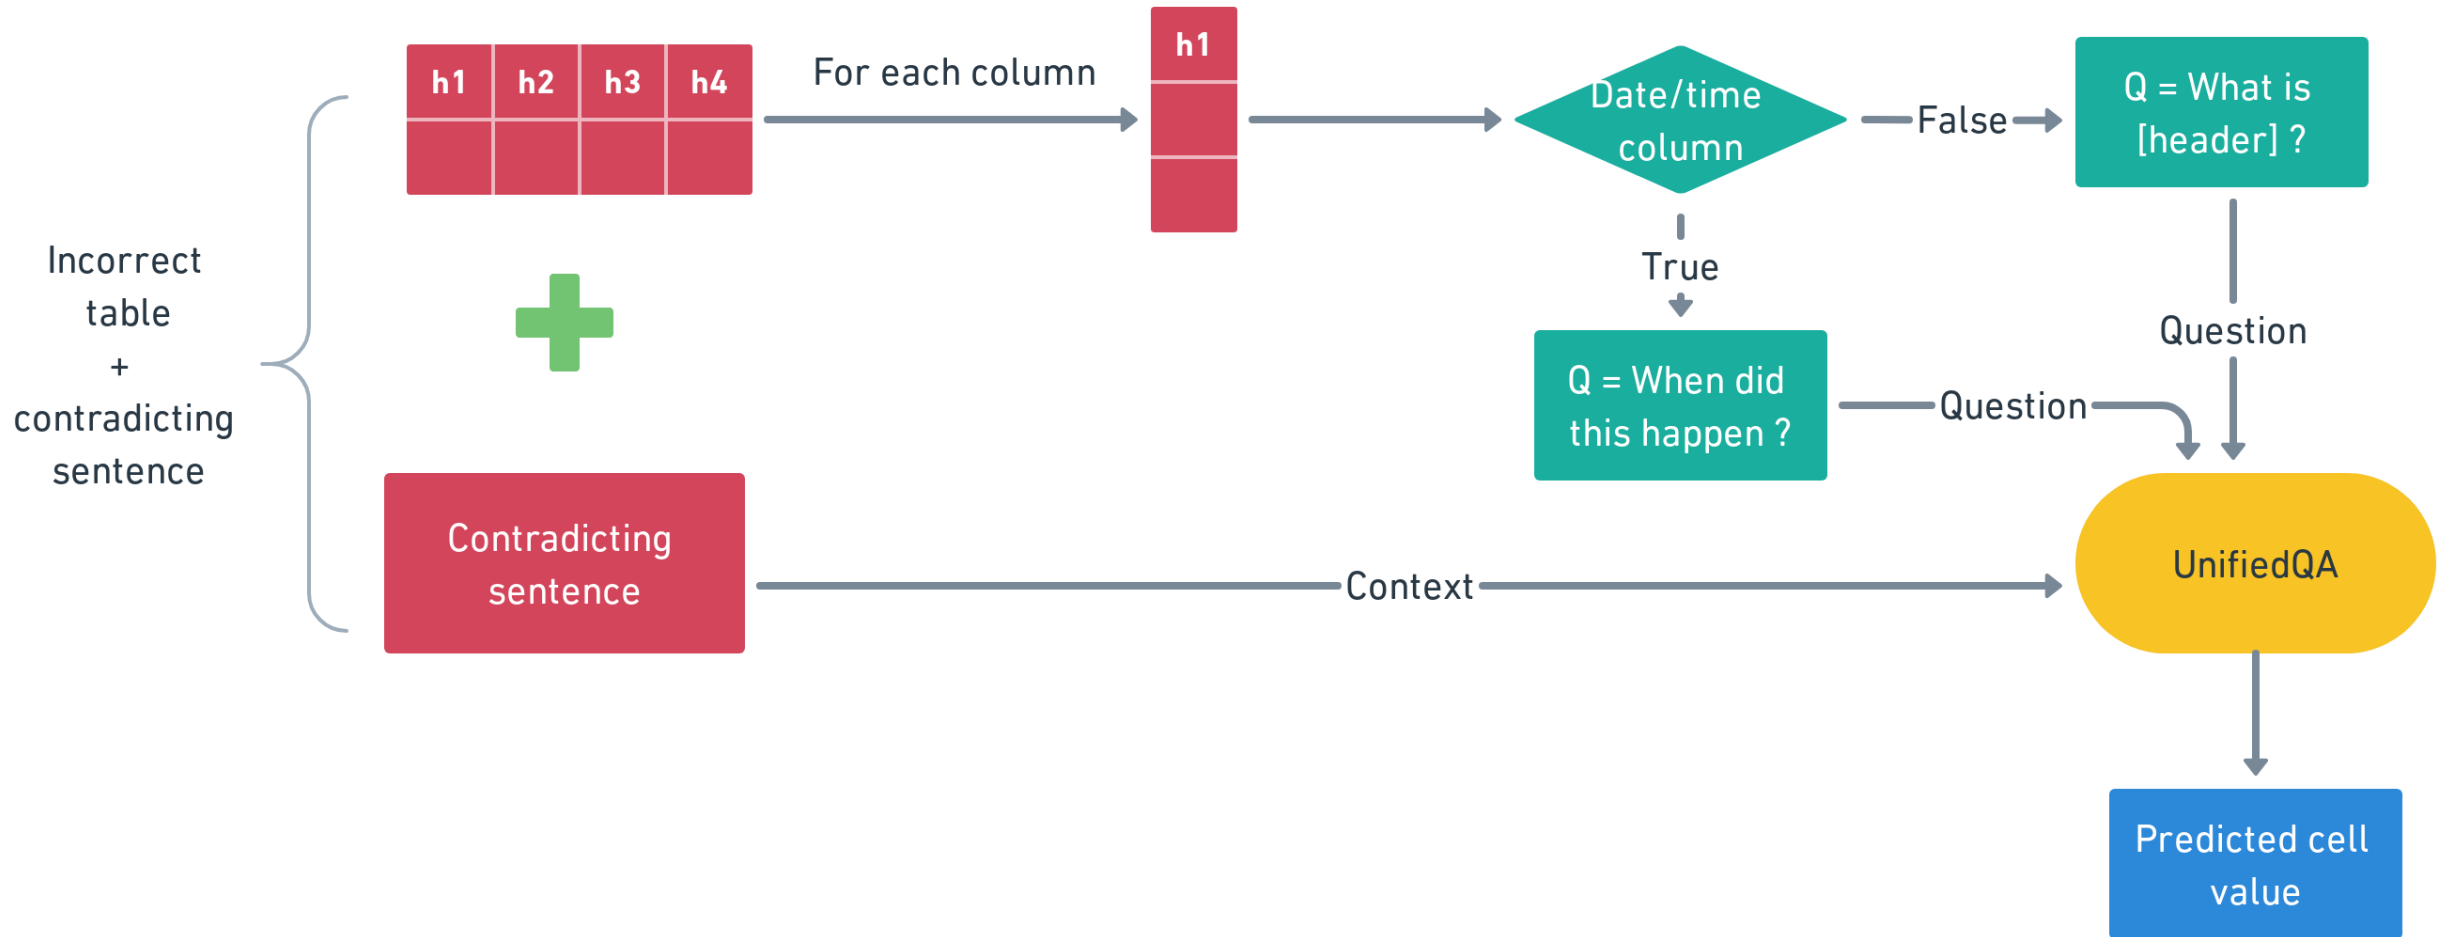 Incorrect
table
+
contradicting
sentence
h1 h2 h3 h4
For each column
h1
Date/time
column
False
Q = What is
[header] ?
True
Q = When did
this happen ?
Question
Question
Contradicting
sentence
Context
UnifiedQA
Predicted cell
value